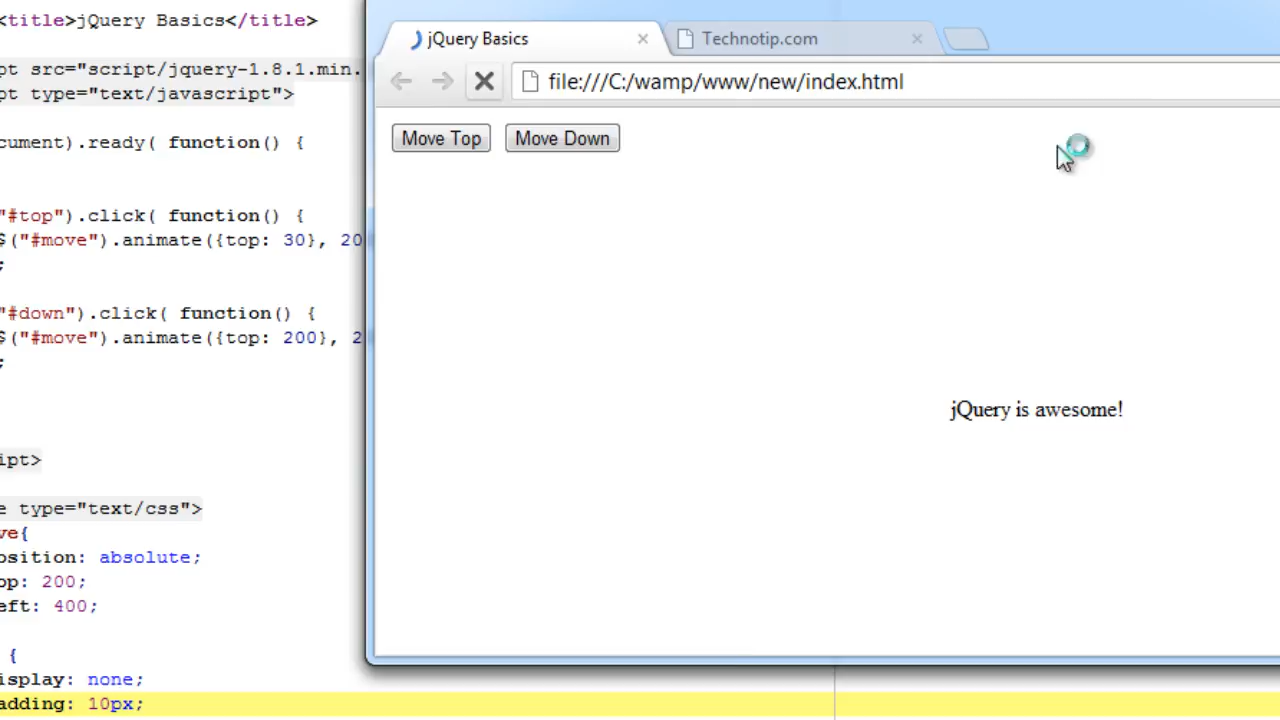 <title>jQuery Basics</title>
pt src="script/jquery-1.8.1.min.
pt type="text/javascript">
cument).ready( function() {
"#top").click( function() {
$("#move").animate({top: 30}, 20
;
"#down").click( function() {
$("#move").animate({top: 200}, 2
;
ipt>
e type="text/css">
ve{
osition: absolute;
op: 200;
eft: 400;
{
isplay: none;
adding: 10px;
jQuery Basics
Technotip.com
file:///C:/wamp/www/new/index.html
Move Top Move Down
jQuery is awesome!